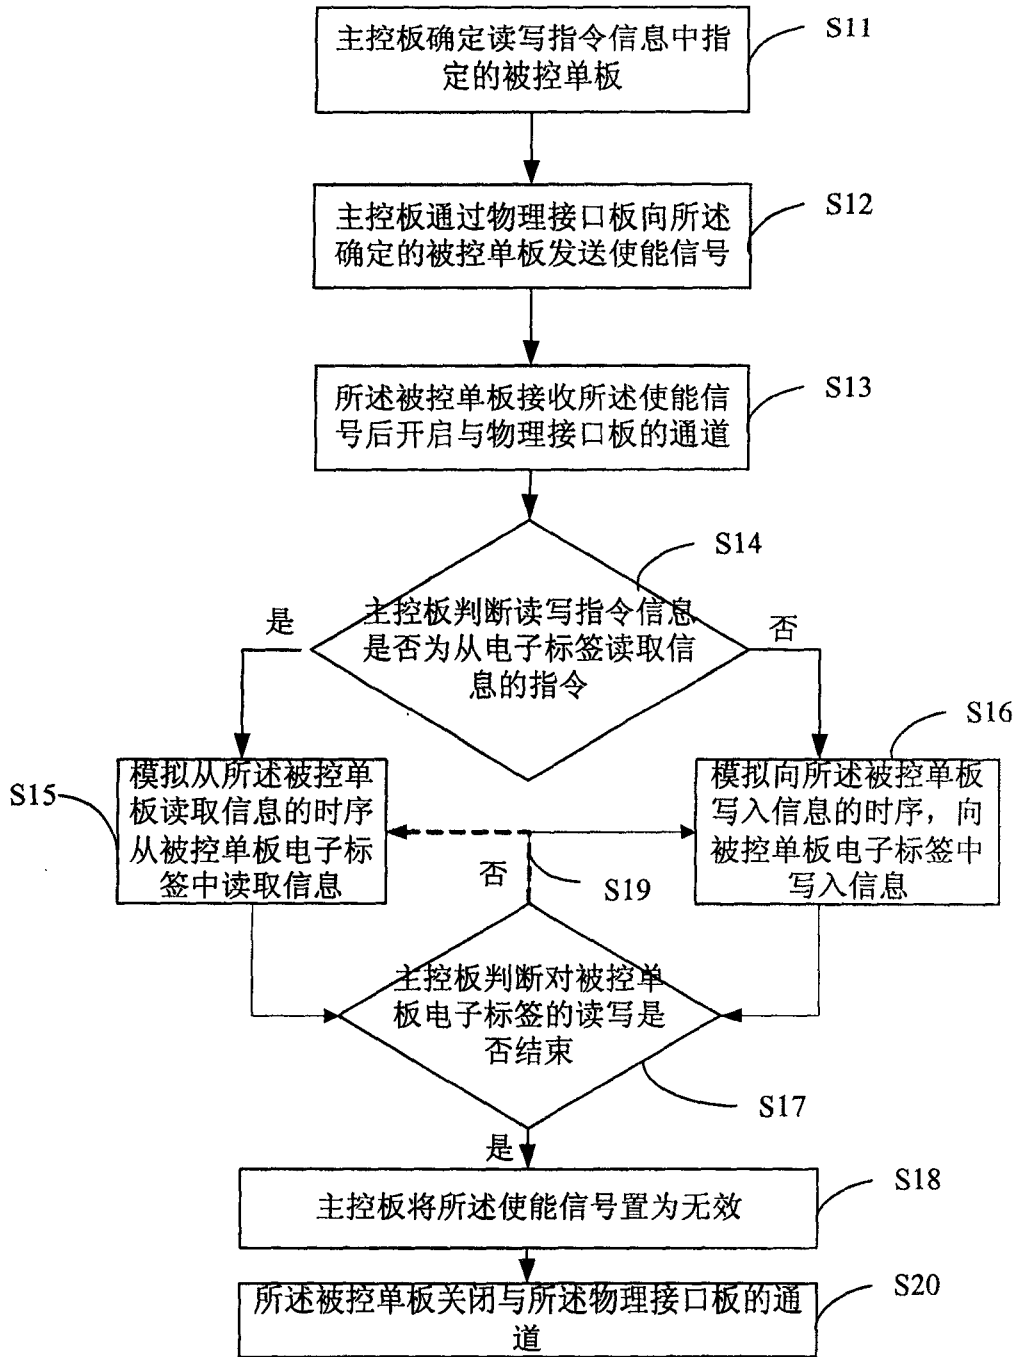 主控板确定读写指令信息中指
定的被控单板
S11
主控板通过物理接口板向所述
确定的被控单板发送使能信号
S12
所述被控单板接收所述使能信
号后开启与物理接口板的通道
S13
主控板判断读写指令信息
是否为从电子标签读取信
息的指令
S14
是
否
模拟从所述被控单
板读取信息的时序
从被控单板电子标
签中读取信息
S15
模拟向所述被控单板
写入信息的时序，向
被控单板电子标签中
写入信息
S16
否
S19
主控板判断对被控单
板电子标签的读写是
否结束
S17
是
主控板将所述使能信号置为无效
S18
所述被控单板关闭与所述物理接口板的通
道
S20